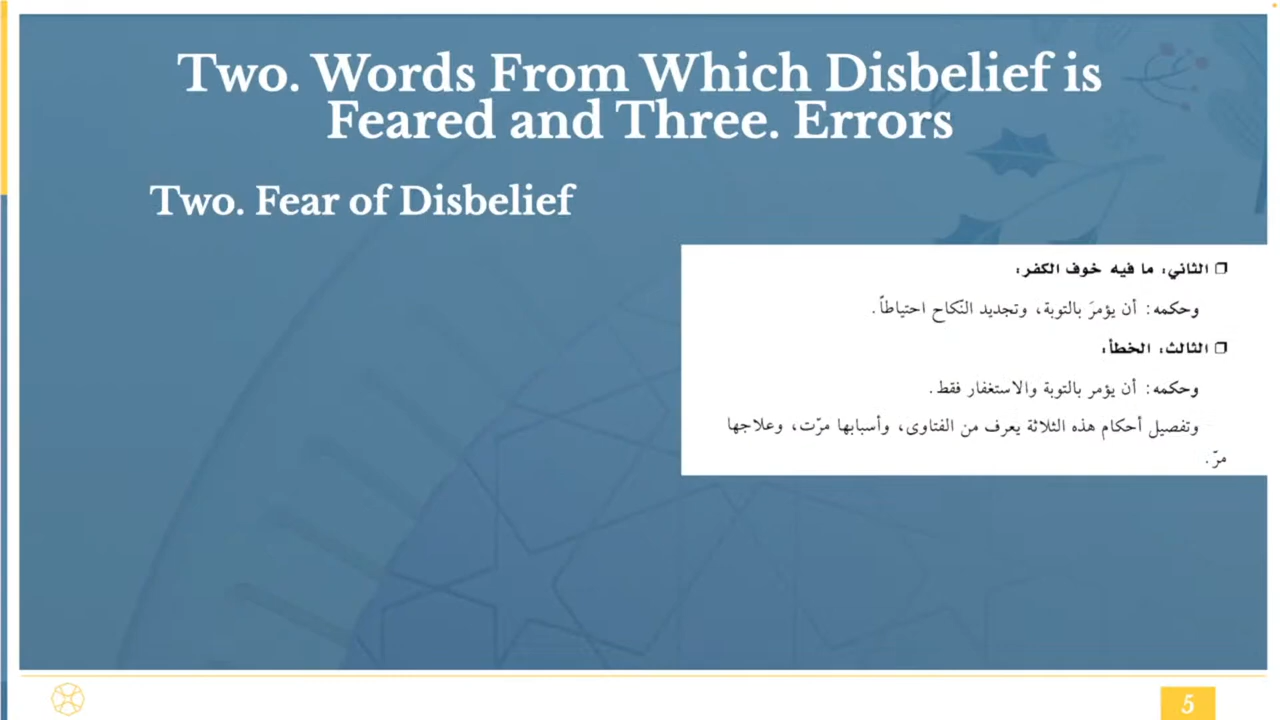 Two. Words From Which Disbelief is
Feared and Three. Errors
Two. Fear of Disbelief
❒ الثاني: ما فيه خوف الكفر:
وحكمه: أن يؤمرَ بالتوبة، وتجديد النّكاح احتياطاً.
❒ الثالث: الخطأ:
وحكمه: أن يؤمر بالتوبة والاستغفار فقط.
وتفصيل أحكام هذه الثلاثة يعرف من الفتاوى، وأسبابها مرّت، وعلاجها
مرّ.
5